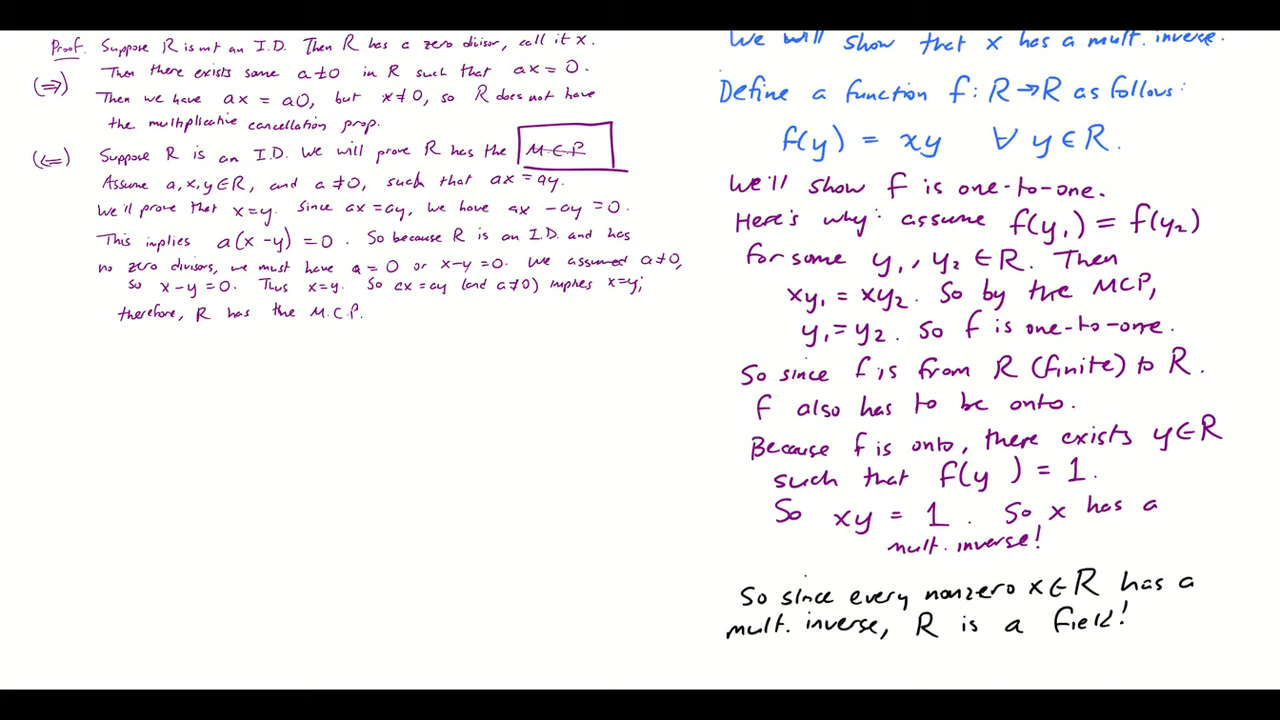 Proof. Suppose R is not an I.D. Then R has a zero divisor, call it x.
(⇒) Then there exists some a≠0 in R such that ax = 0.
Then we have ax = a0, but x≠0, so R does not have
the multiplicative cancellation prop.
(⇐) Suppose R is an I.D. We will prove R has the M.C.P.
Assume a,x,y∈R, and a≠0, such that ax = ay.
We'll prove that x=y. Since ax=ay, we have ax - ay = 0.
This implies a(x-y) = 0. So because R is an I.D. and has
no zero divisors, we must have a=0 or x-y=0. We assumed a≠0,
so x-y=0. Thus x=y. So ax=ay (and a≠0) implies x=y;
therefore, R has the M.C.P.
We will show that x has a mult. inverse.
Define a function f: R→R as follows:
f(y) = xy ∀ y∈R.
We'll show f is one-to-one.
Here's why: assume f(y₁) = f(y₂)
for some y₁, y₂ ∈ R. Then
xy₁ = xy₂. So by the MCP,
y₁ = y₂. So f is one-to-one.
So since f is from R (finite) to R.
f also has to be onto.
Because f is onto, there exists y∈R
such that f(y ) = 1.
So xy = 1. So x has a
mult. inverse!
So since every nonzero x∈R has a
mult. inverse, R is a field!